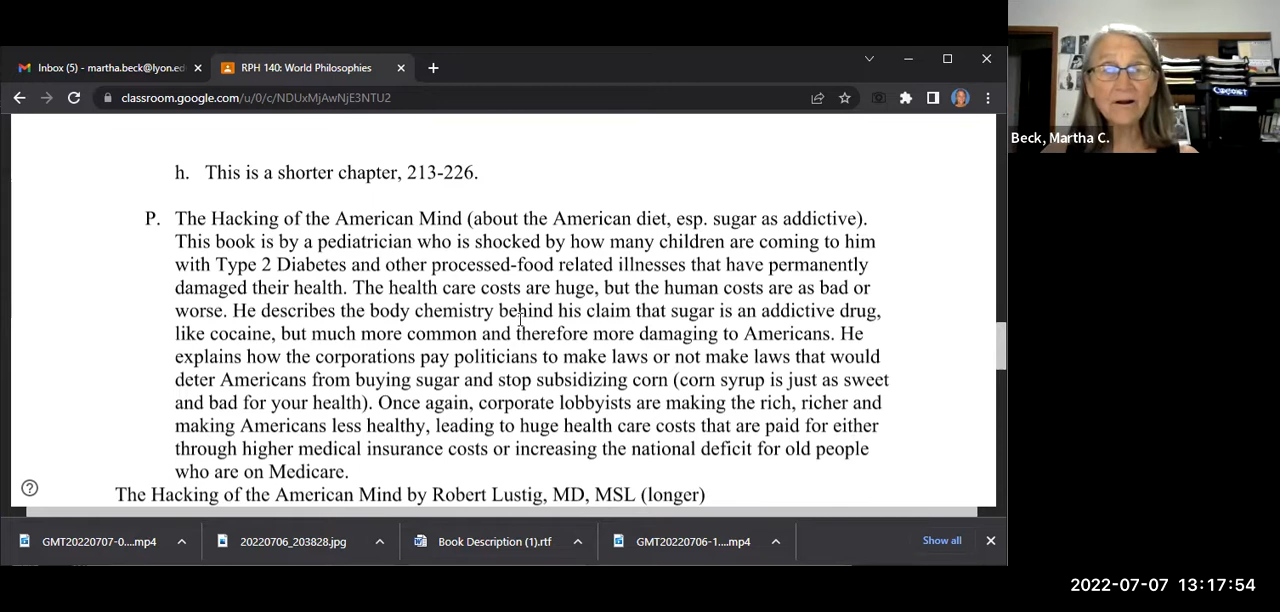 Inbox (5) - martha.beck@lyon.ed
RPH 140: World Philosophies
classroom.google.com/u/0/c/NDUxMjAwNjE3NTU2
Beck, Martha C.
h. This is a shorter chapter, 213-226.
P. The Hacking of the American Mind (about the American diet, esp. sugar as addictive).
This book is by a pediatrician who is shocked by how many children are coming to him
with Type 2 Diabetes and other processed-food related illnesses that have permanently
damaged their health. The health care costs are huge, but the human costs are as bad or
worse. He describes the body chemistry behind his claim that sugar is an addictive drug,
like cocaine, but much more common and therefore more damaging to Americans. He
explains how the corporations pay politicians to make laws or not make laws that would
deter Americans from buying sugar and stop subsidizing corn (corn syrup is just as sweet
and bad for your health). Once again, corporate lobbyists are making the rich, richer and
making Americans less healthy, leading to huge health care costs that are paid for either
through higher medical insurance costs or increasing the national deficit for old people
who are on Medicare.
The Hacking of the American Mind by Robert Lustig, MD, MSL (longer)
GMT20220707-0....mp4
20220706_203828.jpg
Book Description (1).rtf
GMT20220706-1....mp4
Show all
2022-07-07 13:17:54